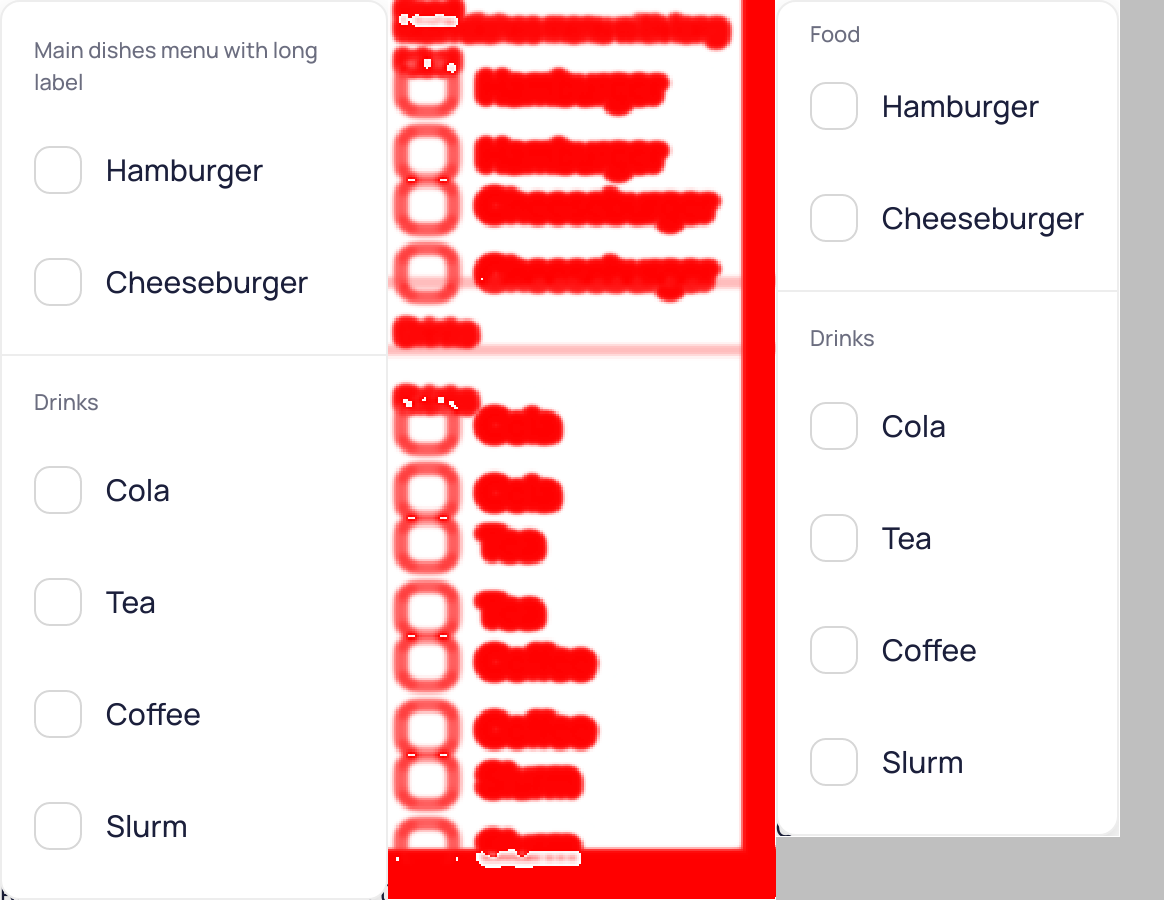 Main dishes menu with long
label
Hamburger
Cheeseburger
Drinks
Cola
Tea
Coffee
Slurm
Food
Hamburger
Cheeseburger
Drinks
Cola
Tea
Coffee
Slurm